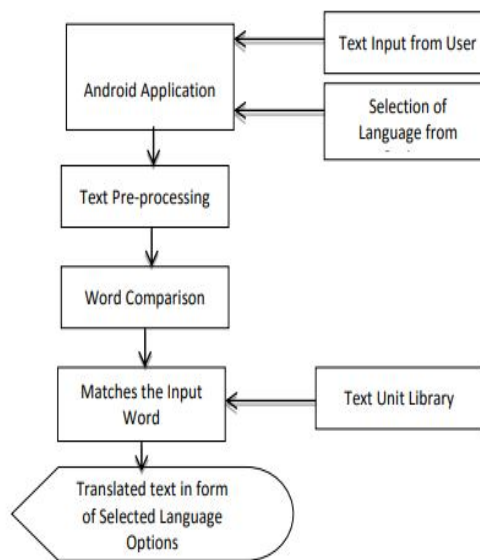 Text Input from User
Android Application
Selection of
Language from
Text Pre-processing
Word Comparison
Matches the Input
Word
Text Unit Library
Translated text in form
of Selected Language
Options